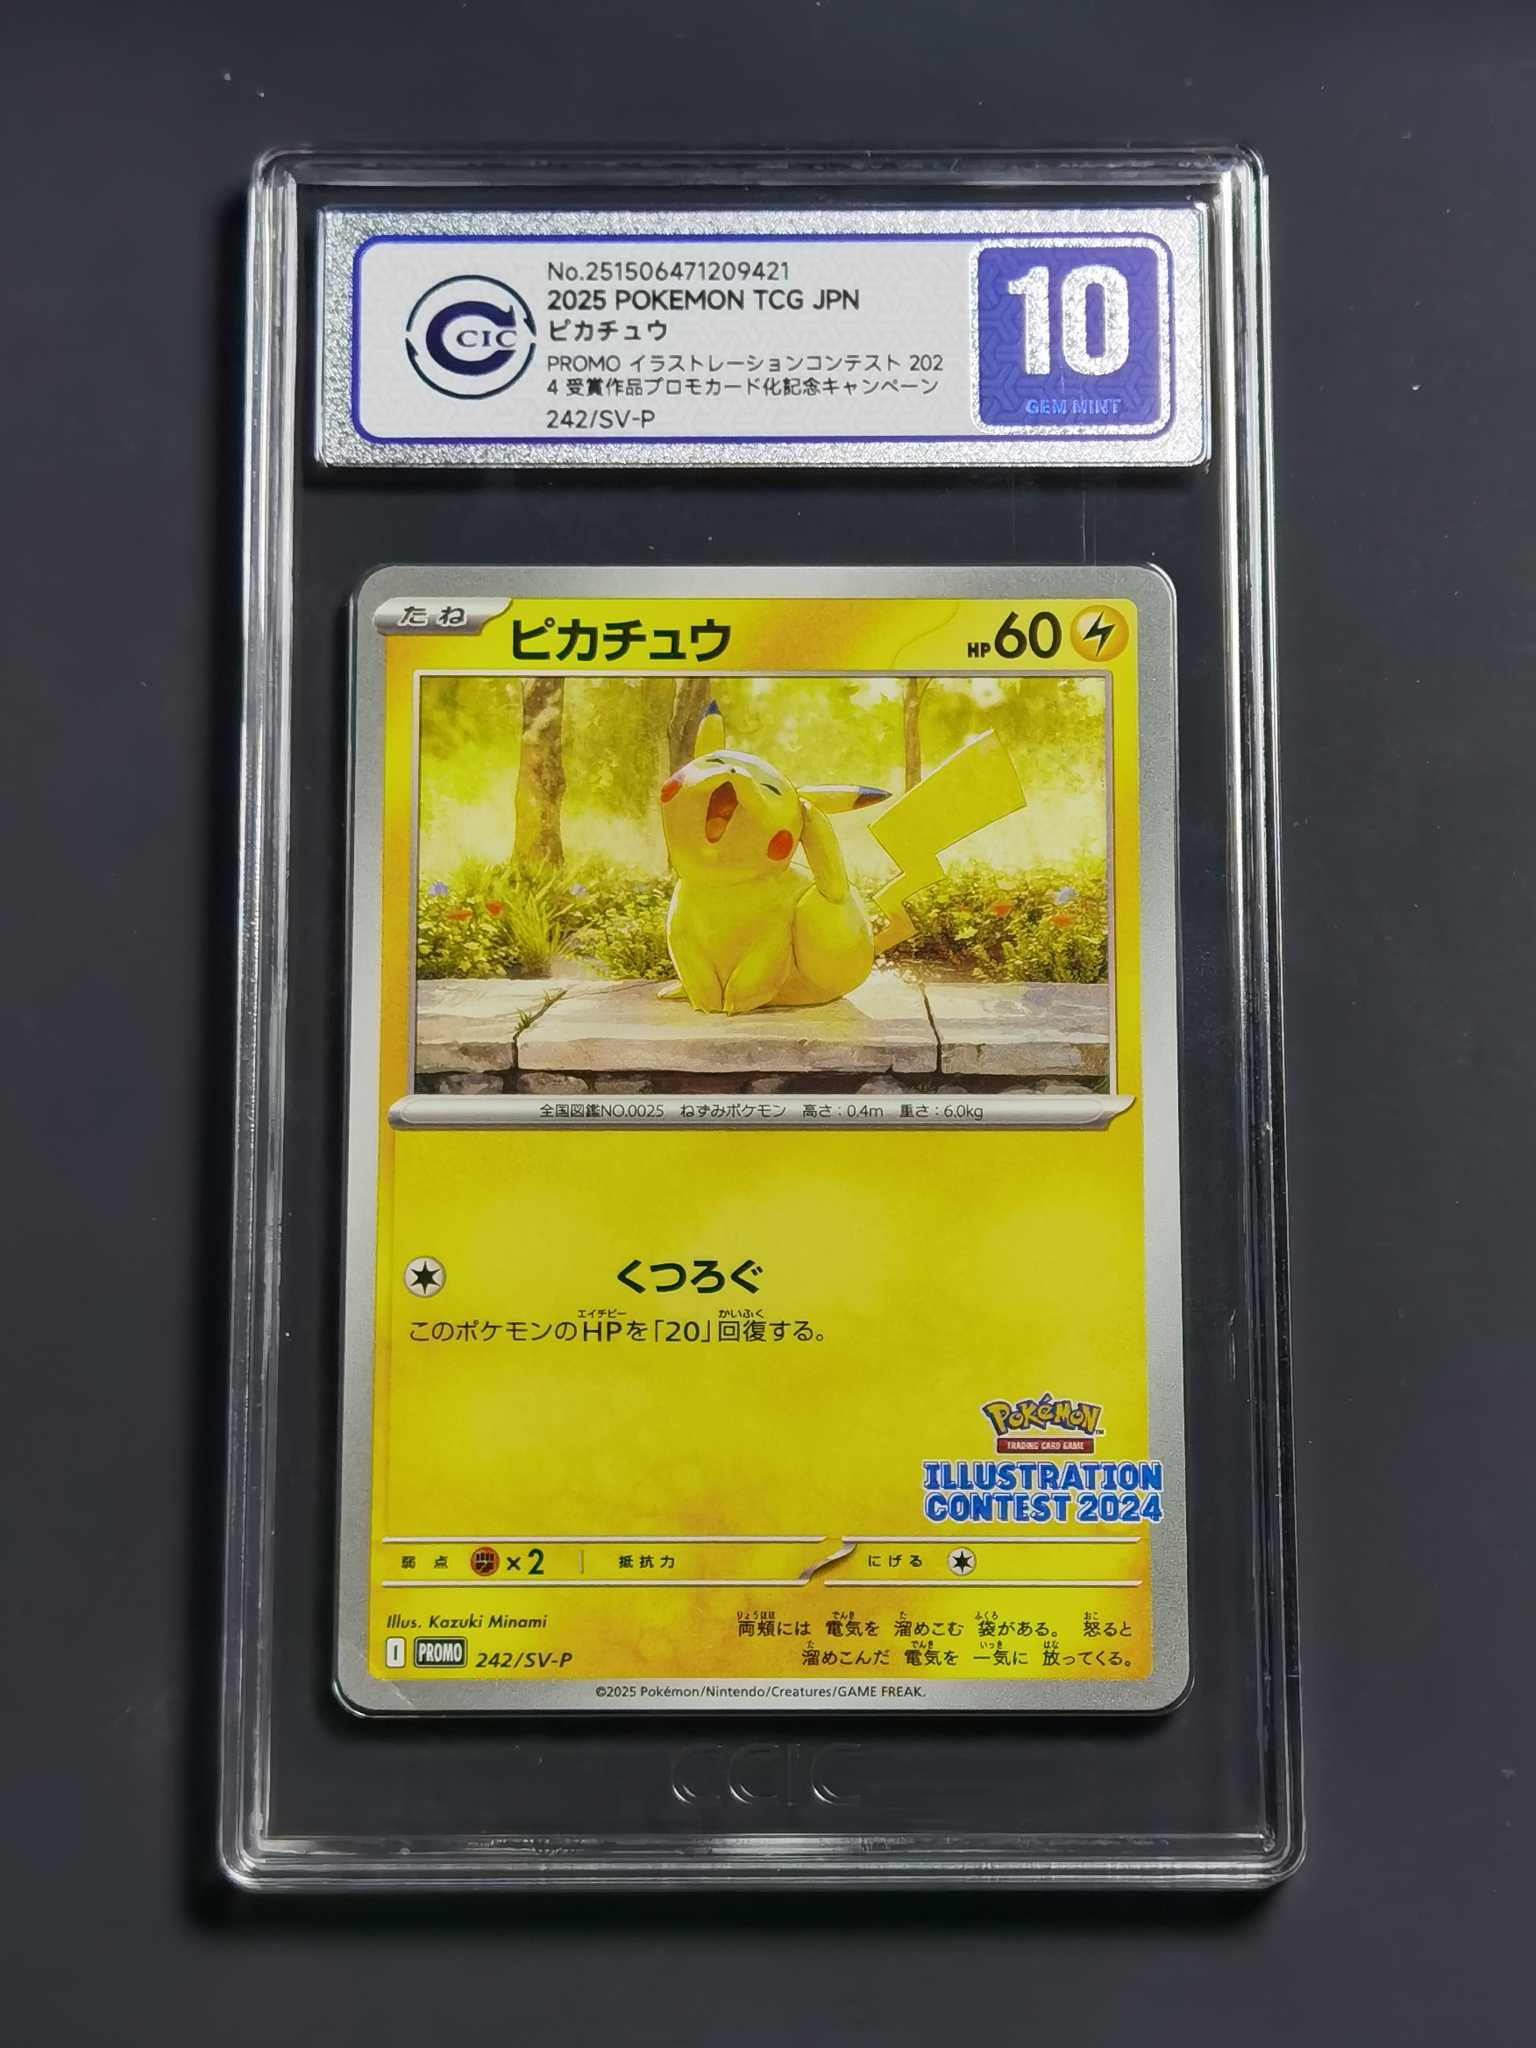 CCIC
No.251506471209421
2025 POKEMON TCG JPN
ピカチュウ
PROMO イラストレーションコンテスト 202
4 受賞作品プロモカード化記念キャンペーン
242/SV-P
10
GEM MINT
たね
ピカチュウ
HP60
全国図鑑NO.0025 ねずみポケモン 高さ:0.4m 重さ:6.0kg
くつろぐ
エイチピー かいふく
このポケモンのHPを「20」回復する。
POKéMON™
TRADING CARD GAME
ILLUSTRATION
CONTEST 2024
弱点 ×2 抵抗力 にげる
Illus. Kazuki Minami
りょうほほ でんき た ふくろ おこ
両頬には 電気を 溜めこむ 袋がある。 怒ると
た でんき いっき はな
溜めこんだ 電気を 一気に 放ってくる。
I PROMO 242/SV-P
©2025 Pokémon/Nintendo/Creatures/GAME FREAK.
CCIC